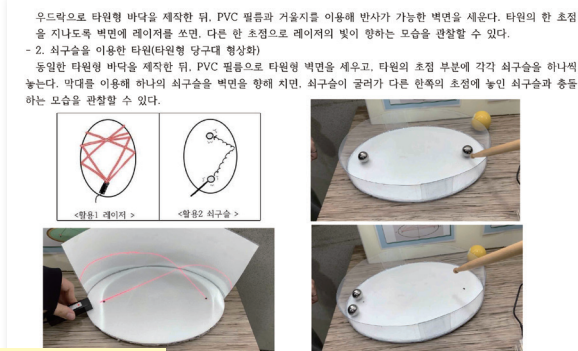 우드락으로 타원형 바닥을 제작한 뒤, PVC 필름과 거울지를 이용해 반사가 가능한 벽면을 세운다. 타원의 한 초점
을 지나도록 벽면에 레이저를 쏘면, 다른 한 초점으로 레이저의 빛이 향하는 모습을 관찰할 수 있다.
- 2. 쇠구슬을 이용한 타원(타원형 당구대 형상화)
동일한 타원형 바닥을 제작한 뒤, PVC 필름으로 타원형 벽면을 세우고, 타원의 초점 부분에 각각 쇠구슬을 하나씩
놓는다. 막대를 이용해 하나의 쇠구슬을 벽면을 향해 치면, 쇠구슬이 굴러가 다른 한쪽의 초점에 놓인 쇠구슬과 충돌
하는 모습을 관찰할 수 있다.
<활용1 레이저>
<활용2 쇠구슬>